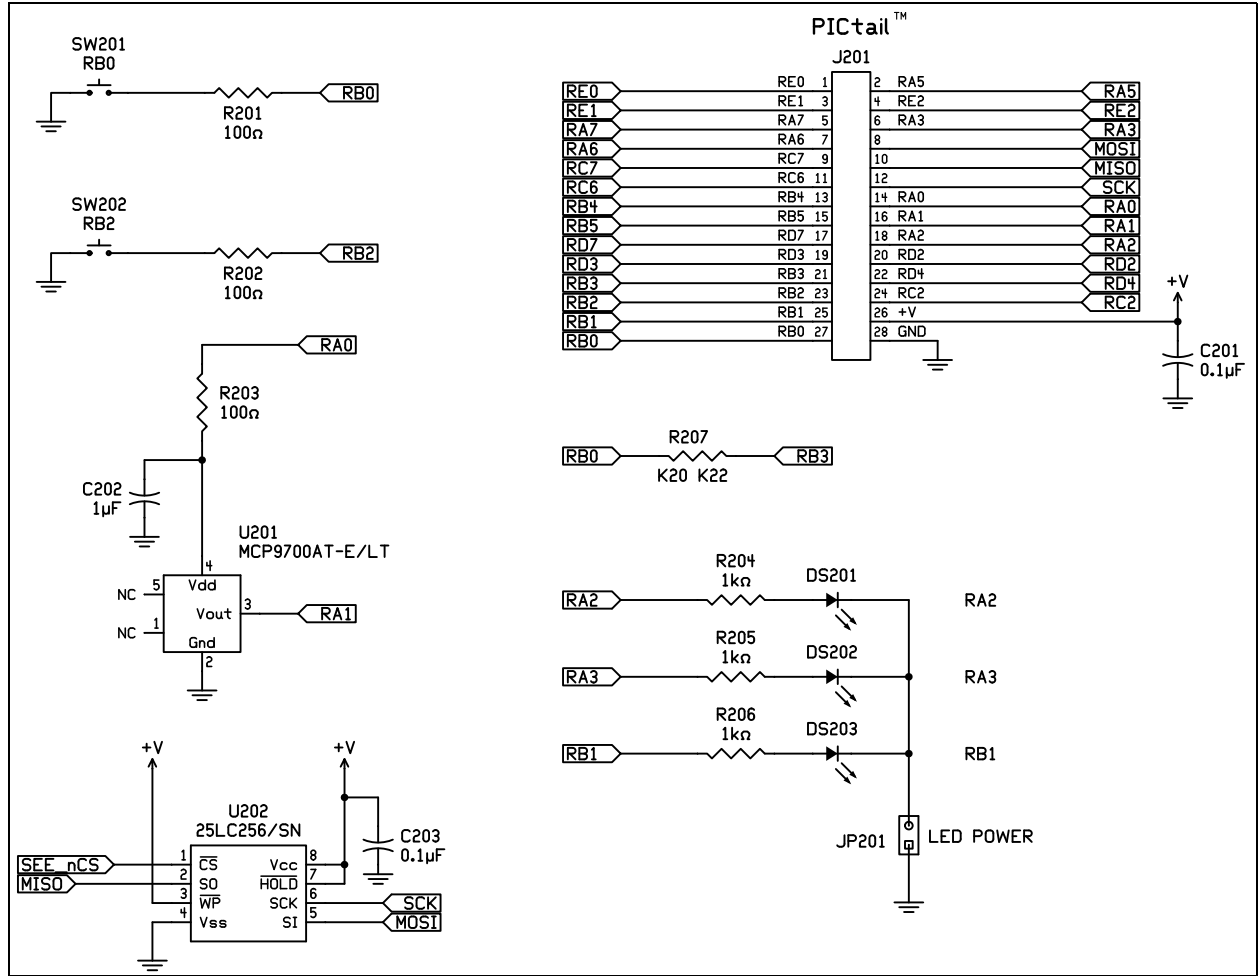 PICtail™
SW201
RB0
RB0
R201
100Ω
SW202
RB2
RB2
R202
100Ω
J201
RE0 RE0 1 2 RA5 RA5
RE1 RE1 3 4 RE2 RE2
RA7 RA7 5 6 RA3 RA3
RA6 RA6 7 8 MOSI
RC7 RC7 9 10 MISO
RC6 RC6 11 12 SCK
RB4 RB4 13 14 RA0 RA0
RB5 RB5 15 16 RA1 RA1
RD7 RD7 17 18 RA2 RA2
RD3 RD3 19 20 RD2 RD2
RB3 RB3 21 22 RD4 RD4
RB2 RB2 23 24 RC2 RC2
RB1 RB1 25 26 +V
RB0 RB0 27 28 GND
+V
C201
0.1µF
RA0
R203
100Ω
C202
1µF
U201
MCP9700AT-E/LT
4
Vdd
NC 5
Vout 3 RA1
NC 1
Gnd
2
R207
RB0 RB3
K20 K22
R204
1kΩ
DS201
RA2 RA2
R205
1kΩ
DS202
RA3 RA3
R206
1kΩ
DS203
RB1 RB1
JP201 LED POWER
+V +V
U202
25LC256/SN
C203
0.1µF
SEE_nCS 1 CS Vcc 8
MISO 2 SO HOLD 7
3 WP SCK 6 SCK
4 Vss SI 5 MOSI